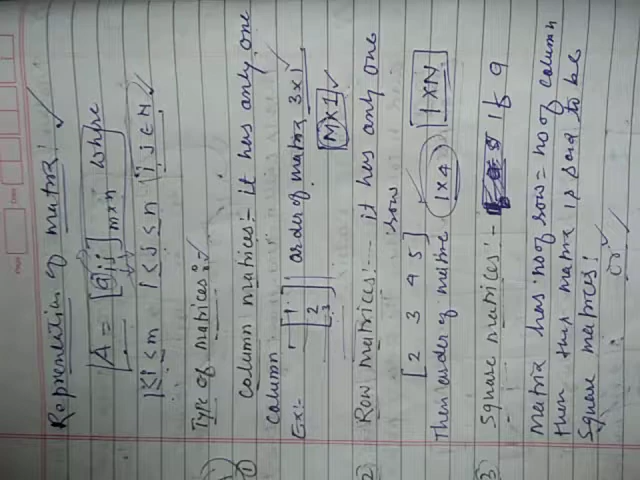 Representation of matrix:
A = [aij] m×n where
1≤i≤m 1≤j≤n i,j∈N
Type of matrices:-
① Column matrices:- it has only one
column
Ex:- [1 2 3] order of matrix 3×1
M×1
② Row matrices:- it has only one
row
[2 3 4 5]
Then order of matrix 1×4 1×N
③ Square matrices:- if a
matrix has no of row = no of column
then this matrix is said to be
Square matrices!
or